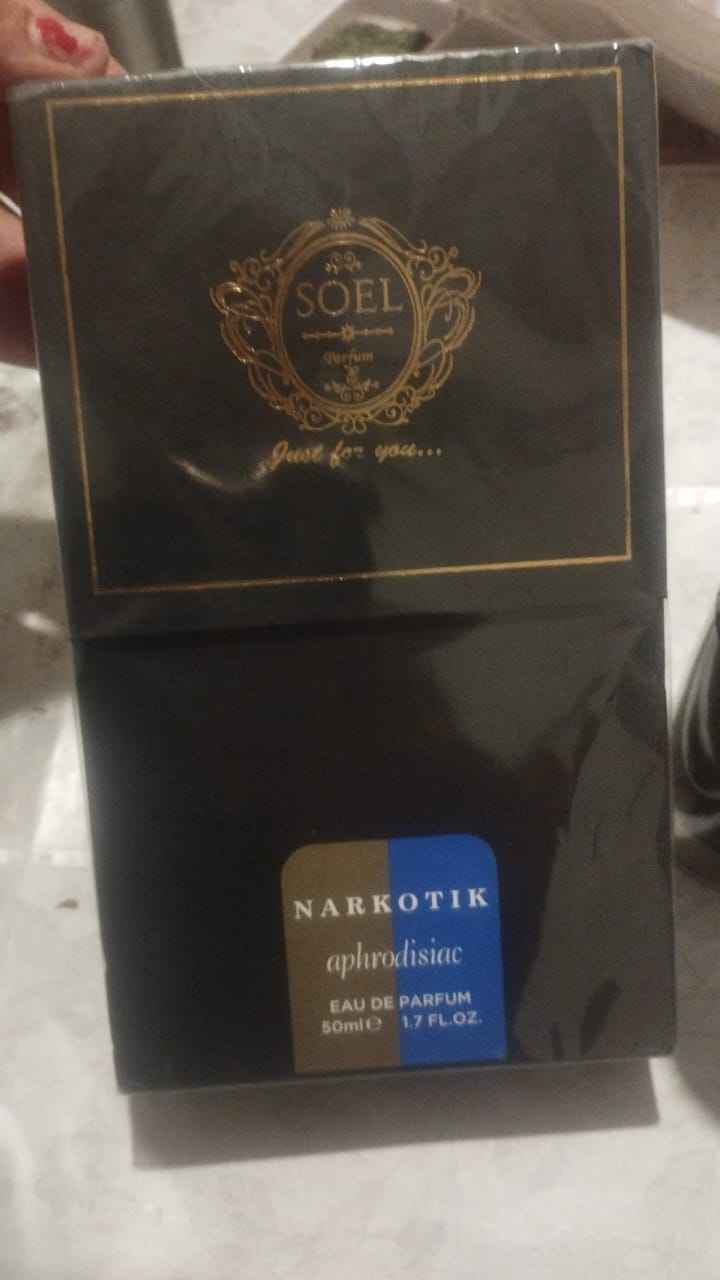 SOEL
Parfum
Just for you...
NARKOTIK
aphrodisiac
EAU DE PARFUM
50ml℮ 1.7 FL.OZ.